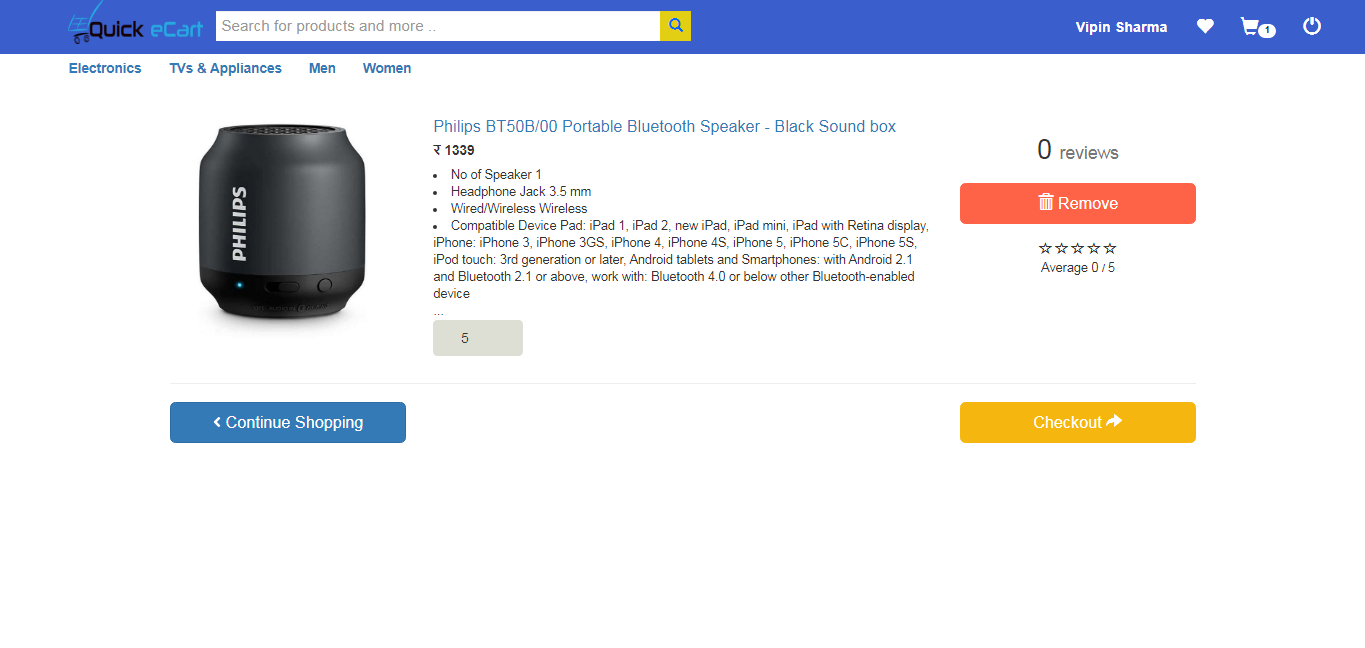 Quick eCart
Search for products and more ..
Vipin Sharma
1
Electronics
TVs & Appliances
Men
Women
PHILIPS
Philips BT50B/00 Portable Bluetooth Speaker - Black Sound box
₹ 1339
• No of Speaker 1
• Headphone Jack 3.5 mm
• Wired/Wireless Wireless
• Compatible Device Pad: iPad 1, iPad 2, new iPad, iPad mini, iPad with Retina display,
iPhone: iPhone 3, iPhone 3GS, iPhone 4, iPhone 4S, iPhone 5, iPhone 5C, iPhone 5S,
iPod touch: 3rd generation or later, Android tablets and Smartphones: with Android 2.1
and Bluetooth 2.1 or above, work with: Bluetooth 4.0 or below other Bluetooth-enabled
device
...
5
0 reviews
Remove
Average 0 / 5
Continue Shopping
Checkout